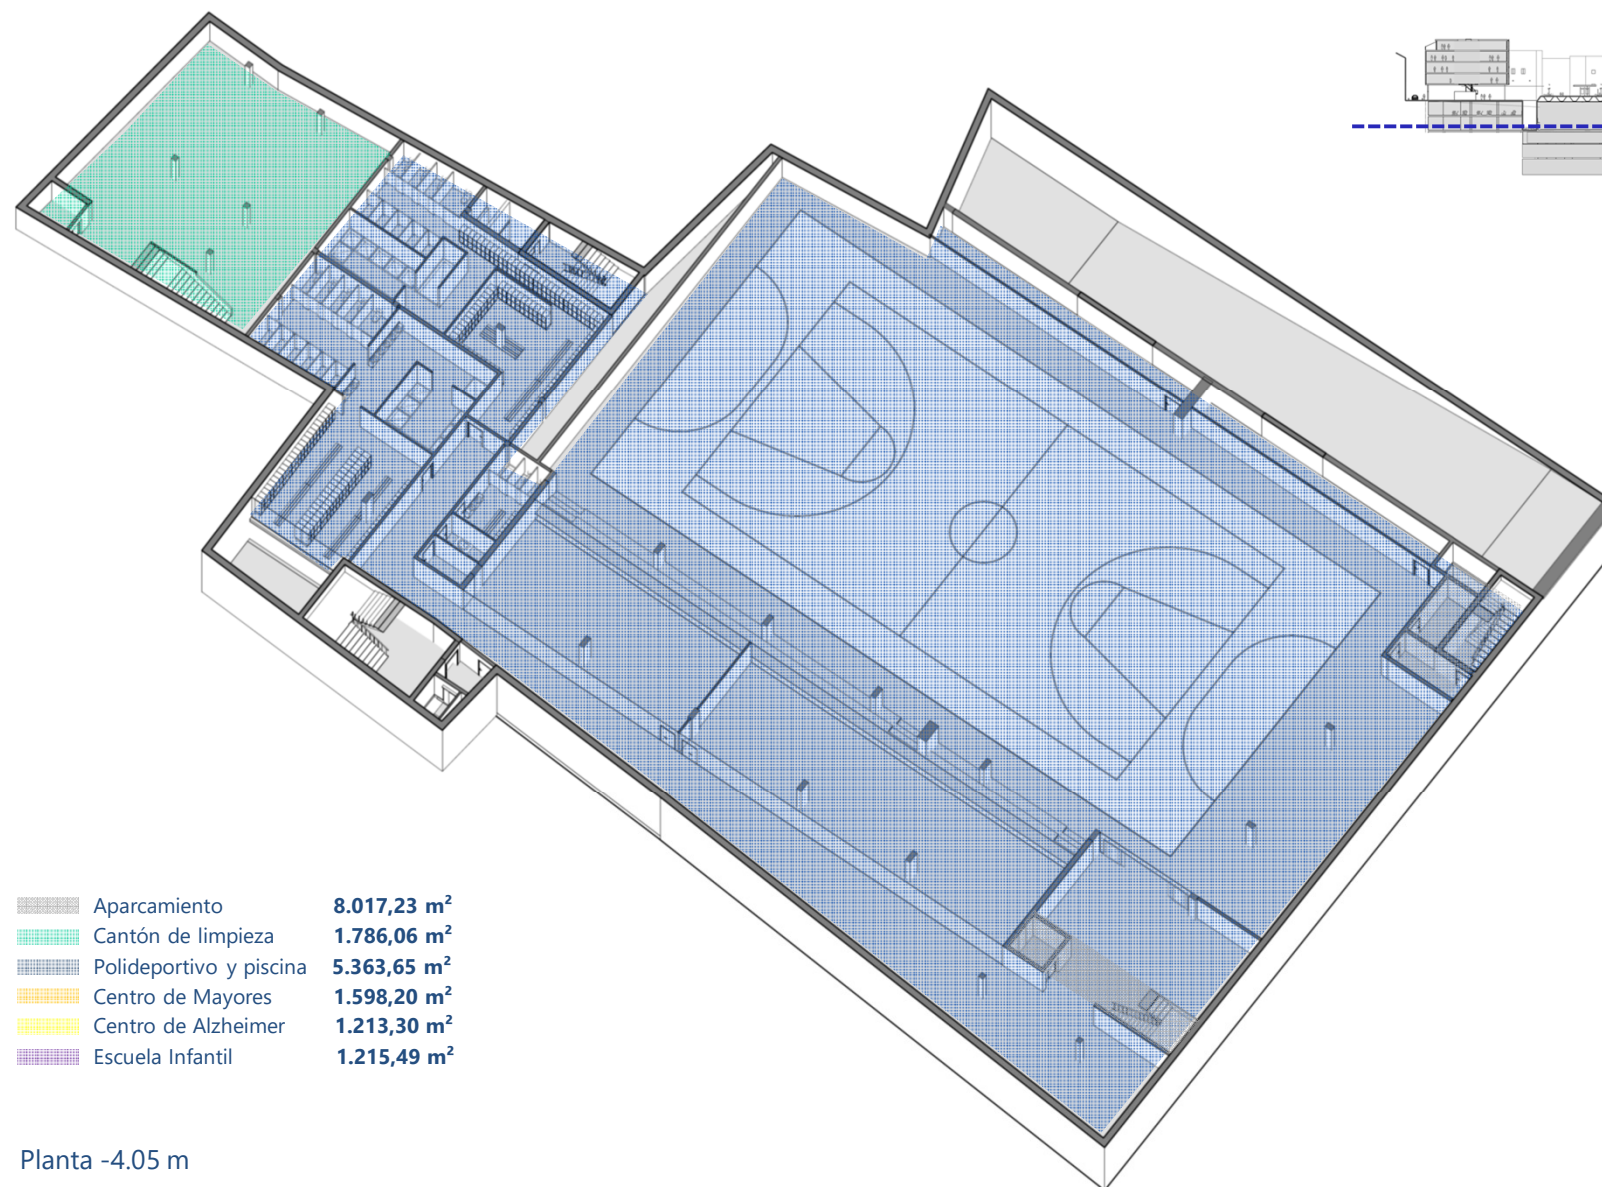 Aparcamiento 8.017,23 m²
Cantón de limpieza 1.786,06 m²
Polideportivo y piscina 5.363,65 m²
Centro de Mayores 1.598,20 m²
Centro de Alzheimer 1.213,30 m²
Escuela Infantil 1.215,49 m²
Planta -4.05 m